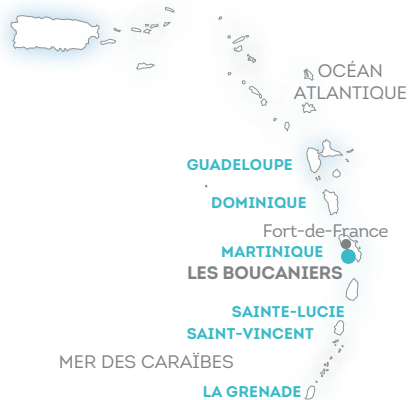 OCÉAN
ATLANTIQUE
GUADELOUPE
DOMINIQUE
Fort-de-France
MARTINIQUE
LES BOUCANIERS
SAINTE-LUCIE
SAINT-VINCENT
MER DES CARAÏBES
LA GRENADE